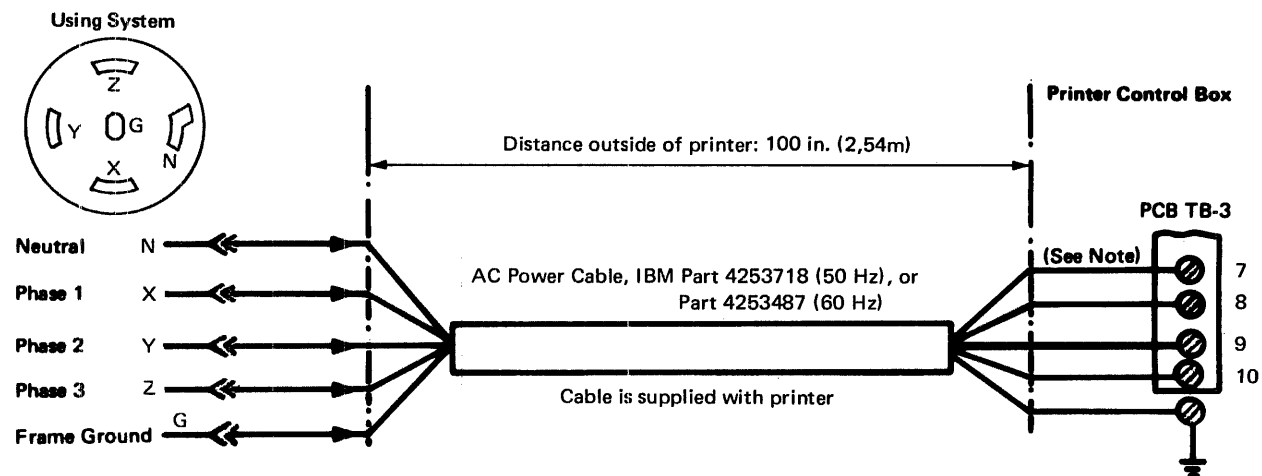 Using System
Z
Y
G
N
X
Printer Control Box
Distance outside of printer: 100 in. (2,54m)
PCB TB-3
Neutral N
(See Note)
7
Phase 1 X
AC Power Cable, IBM Part 4253718 (50 Hz), or
Part 4253487 (60 Hz)
8
Phase 2 Y
9
Phase 3 Z
10
Cable is supplied with printer
Frame Ground G